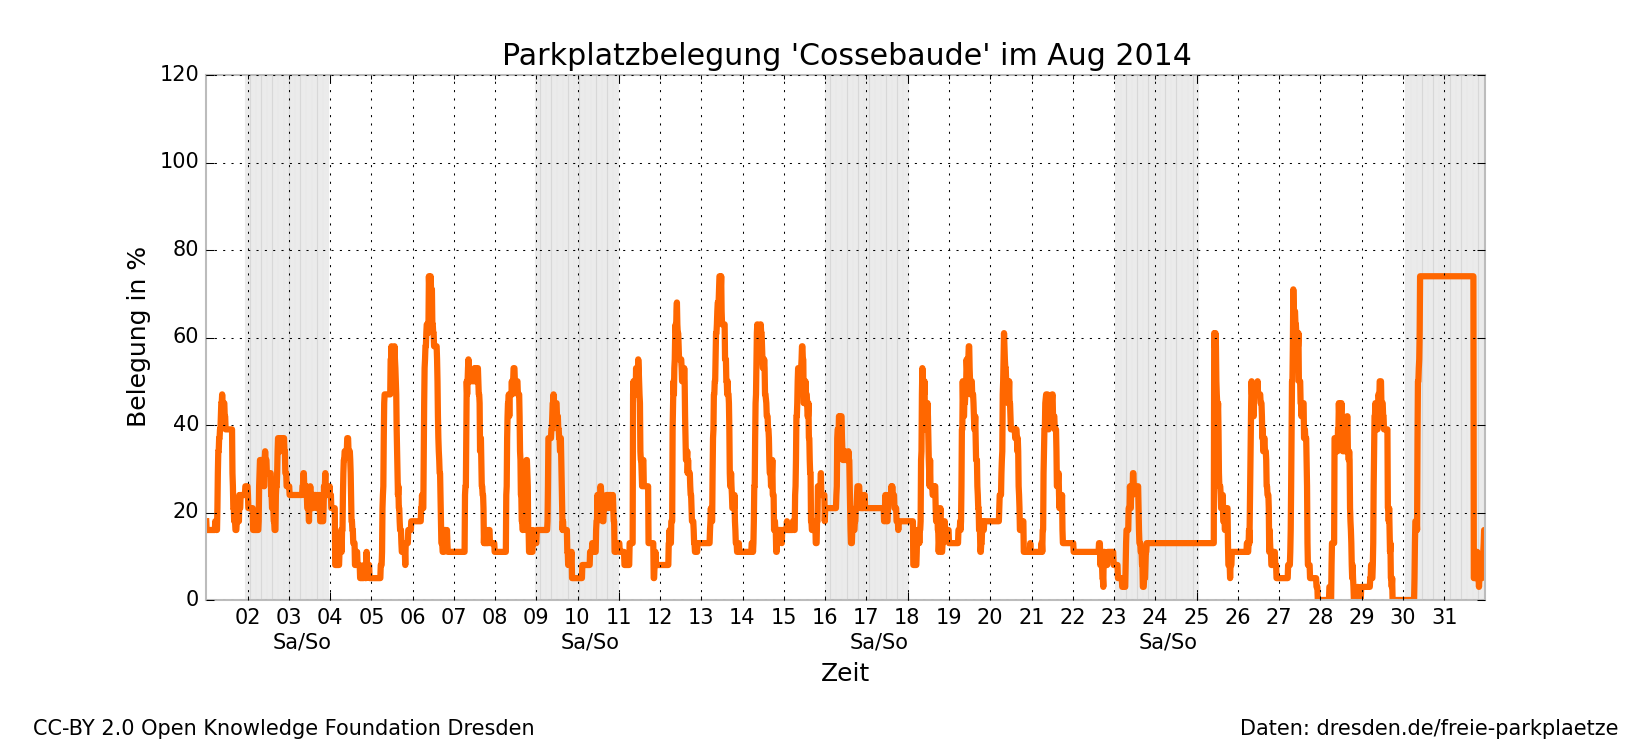 Parkplatzbelegung 'Cossebaude' im Aug 2014
120
100
80
60
40
20
0
Belegung in %
02 03 04 05 06 07 08 09 10 11 12 13 14 15 16 17 18 19 20 21 22 23 24 25 26 27 28 29 30 31
Sa/So Sa/So Sa/So Sa/So
Zeit
CC-BY 2.0 Open Knowledge Foundation Dresden
Daten: dresden.de/freie-parkplaetze